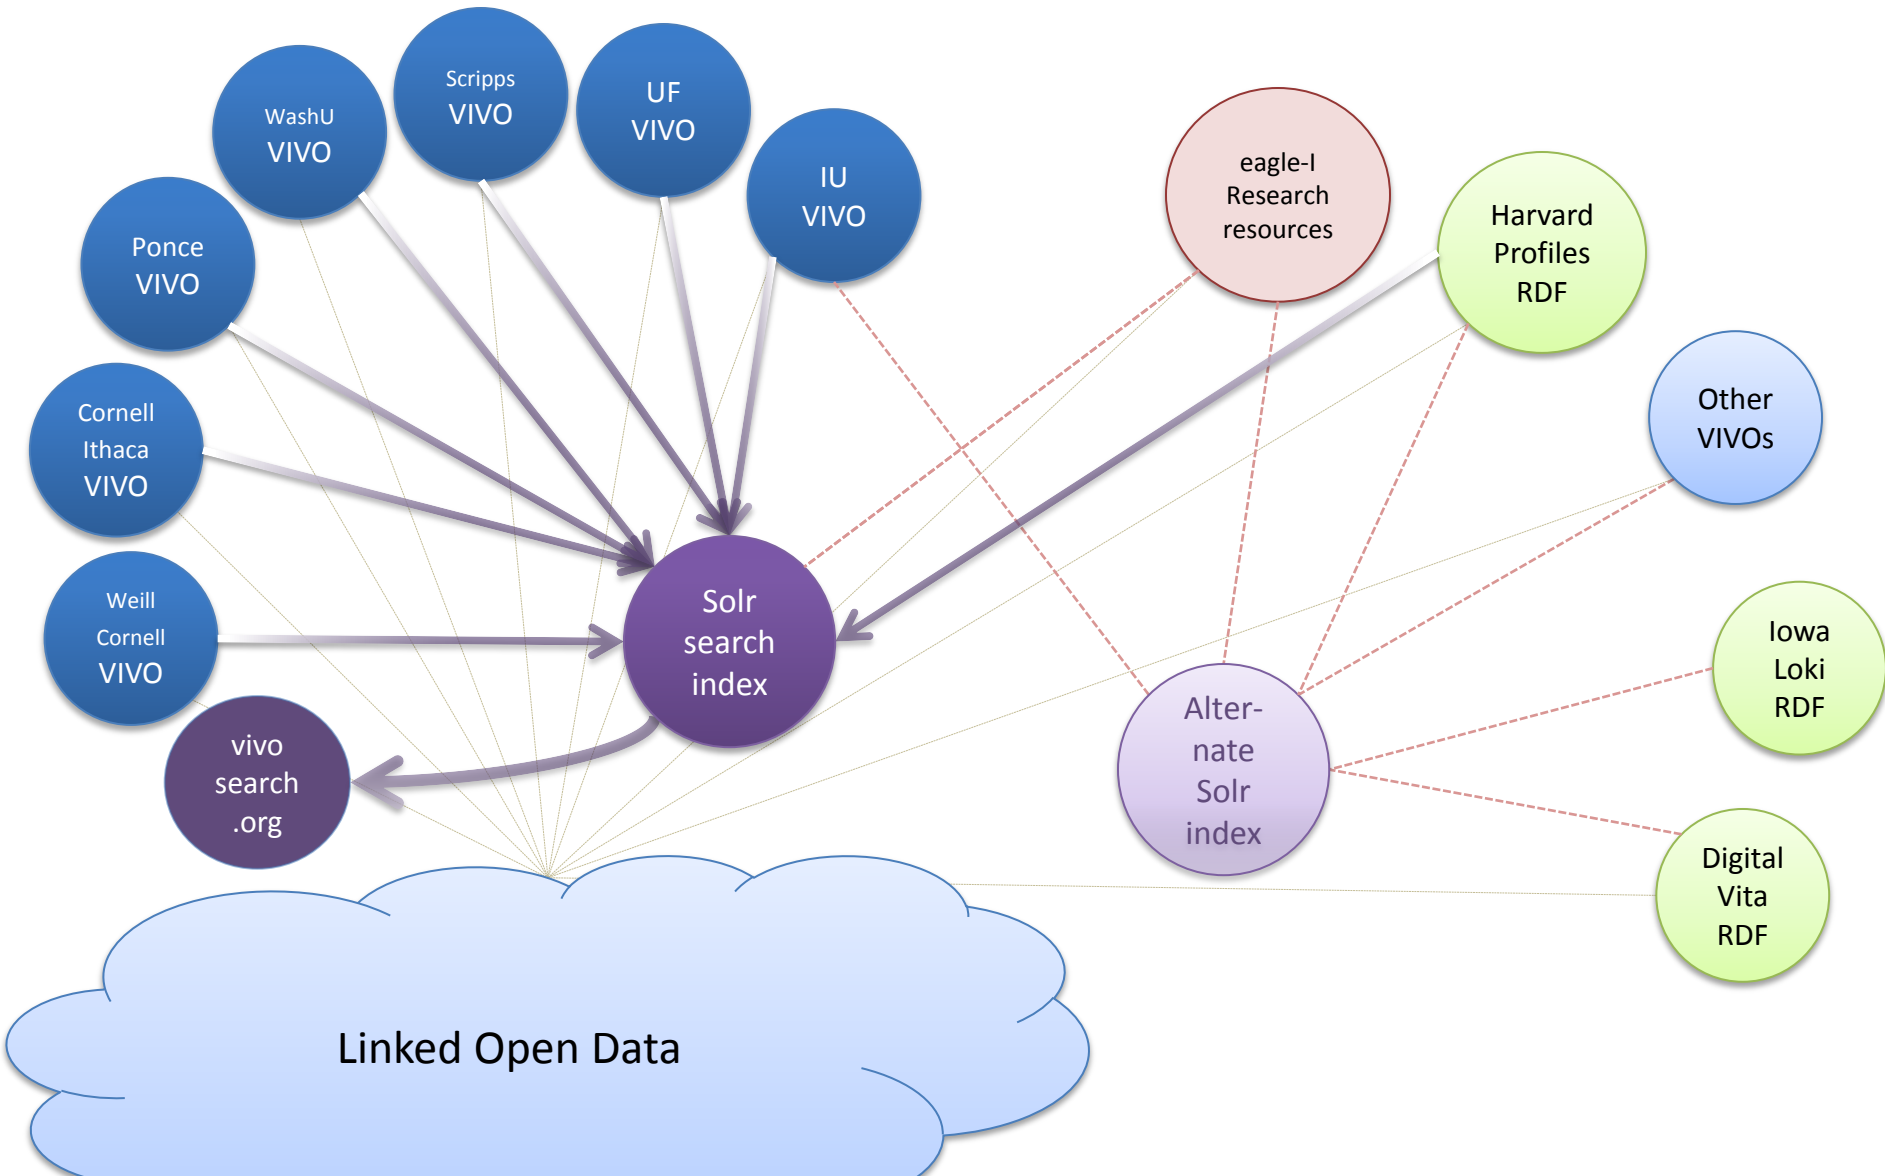 Scripps
VIVO
UF
VIVO
WashU
VIVO
IU
VIVO
eagle-I
Research
resources
Harvard
Profiles
RDF
Ponce
VIVO
Other
VIVOs
Cornell
Ithaca
VIVO
Weill
Cornell
VIVO
Solr
search
index
Iowa
Loki
RDF
Alter-
nate
Solr
index
vivo
search
.org
Digital
Vita
RDF
Linked Open Data